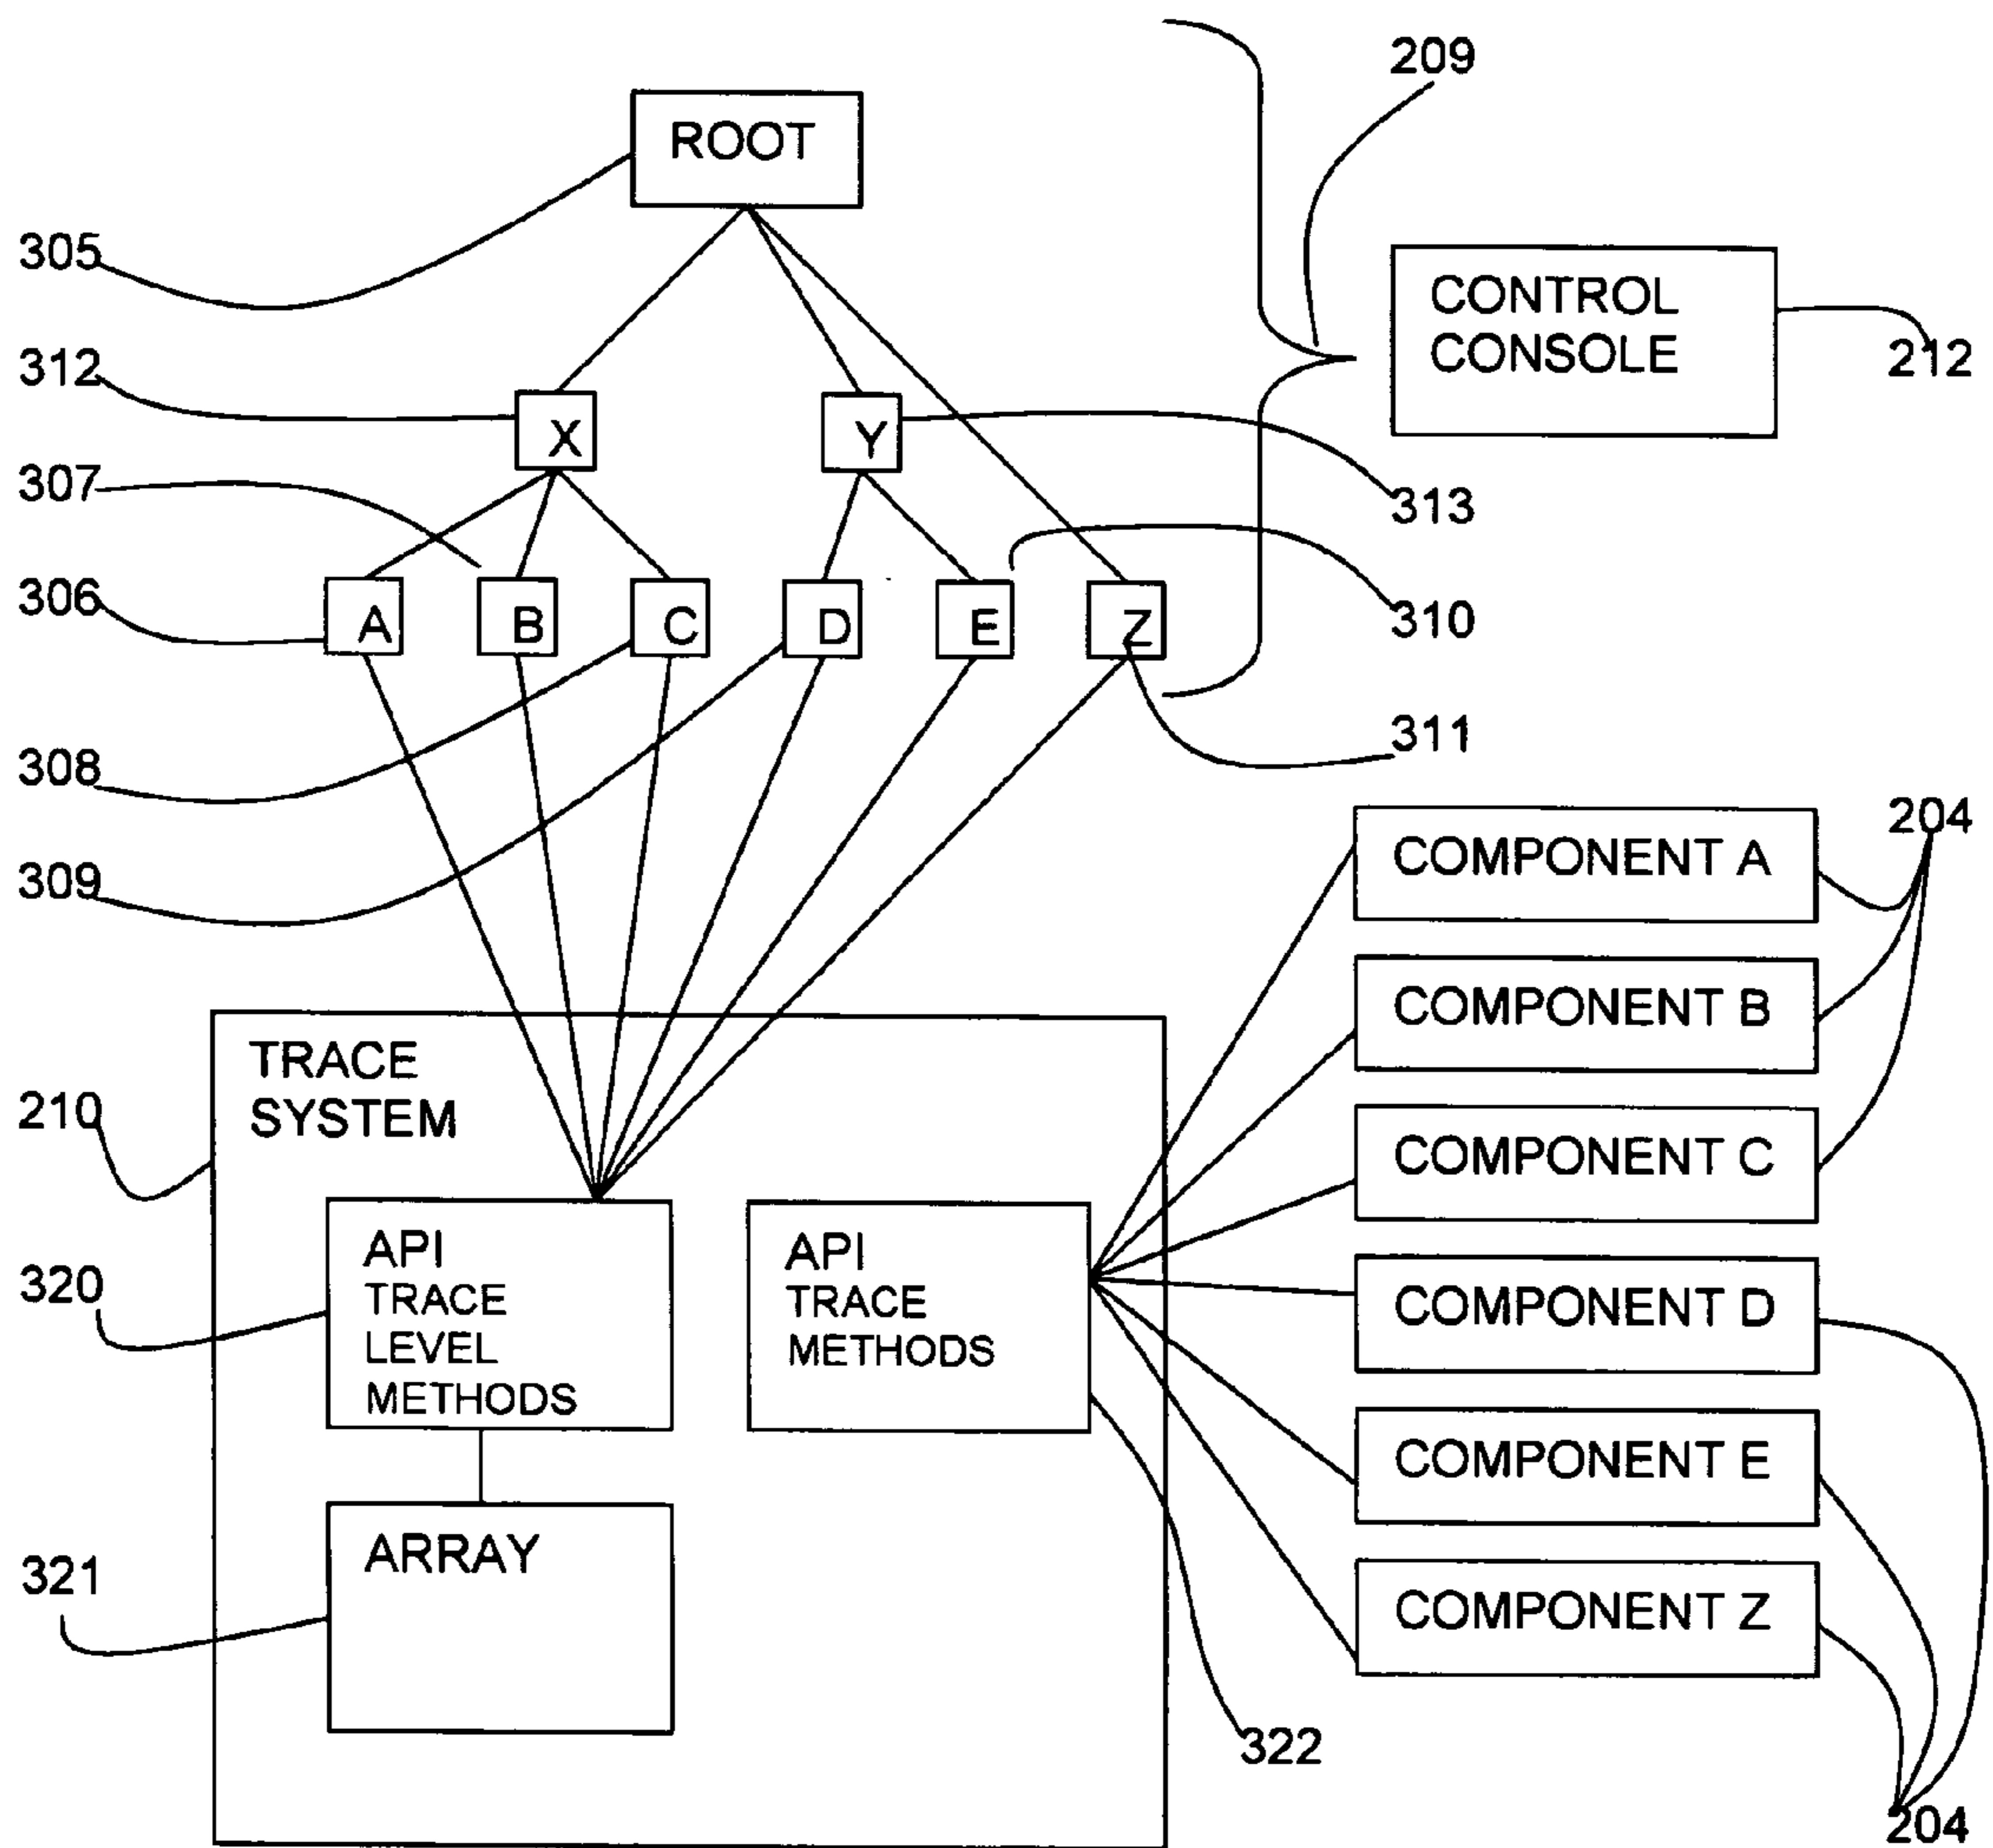 209
ROOT
305
CONTROL
CONSOLE
212
312
X
Y
307
313
306
A
B
C
D
E
Z
310
308
311
204
COMPONENT A
309
COMPONENT B
TRACE
SYSTEM
210
COMPONENT C
API
TRACE
LEVEL
METHODS
API
TRACE
METHODS
320
COMPONENT D
COMPONENT E
ARRAY
321
COMPONENT Z
322
204